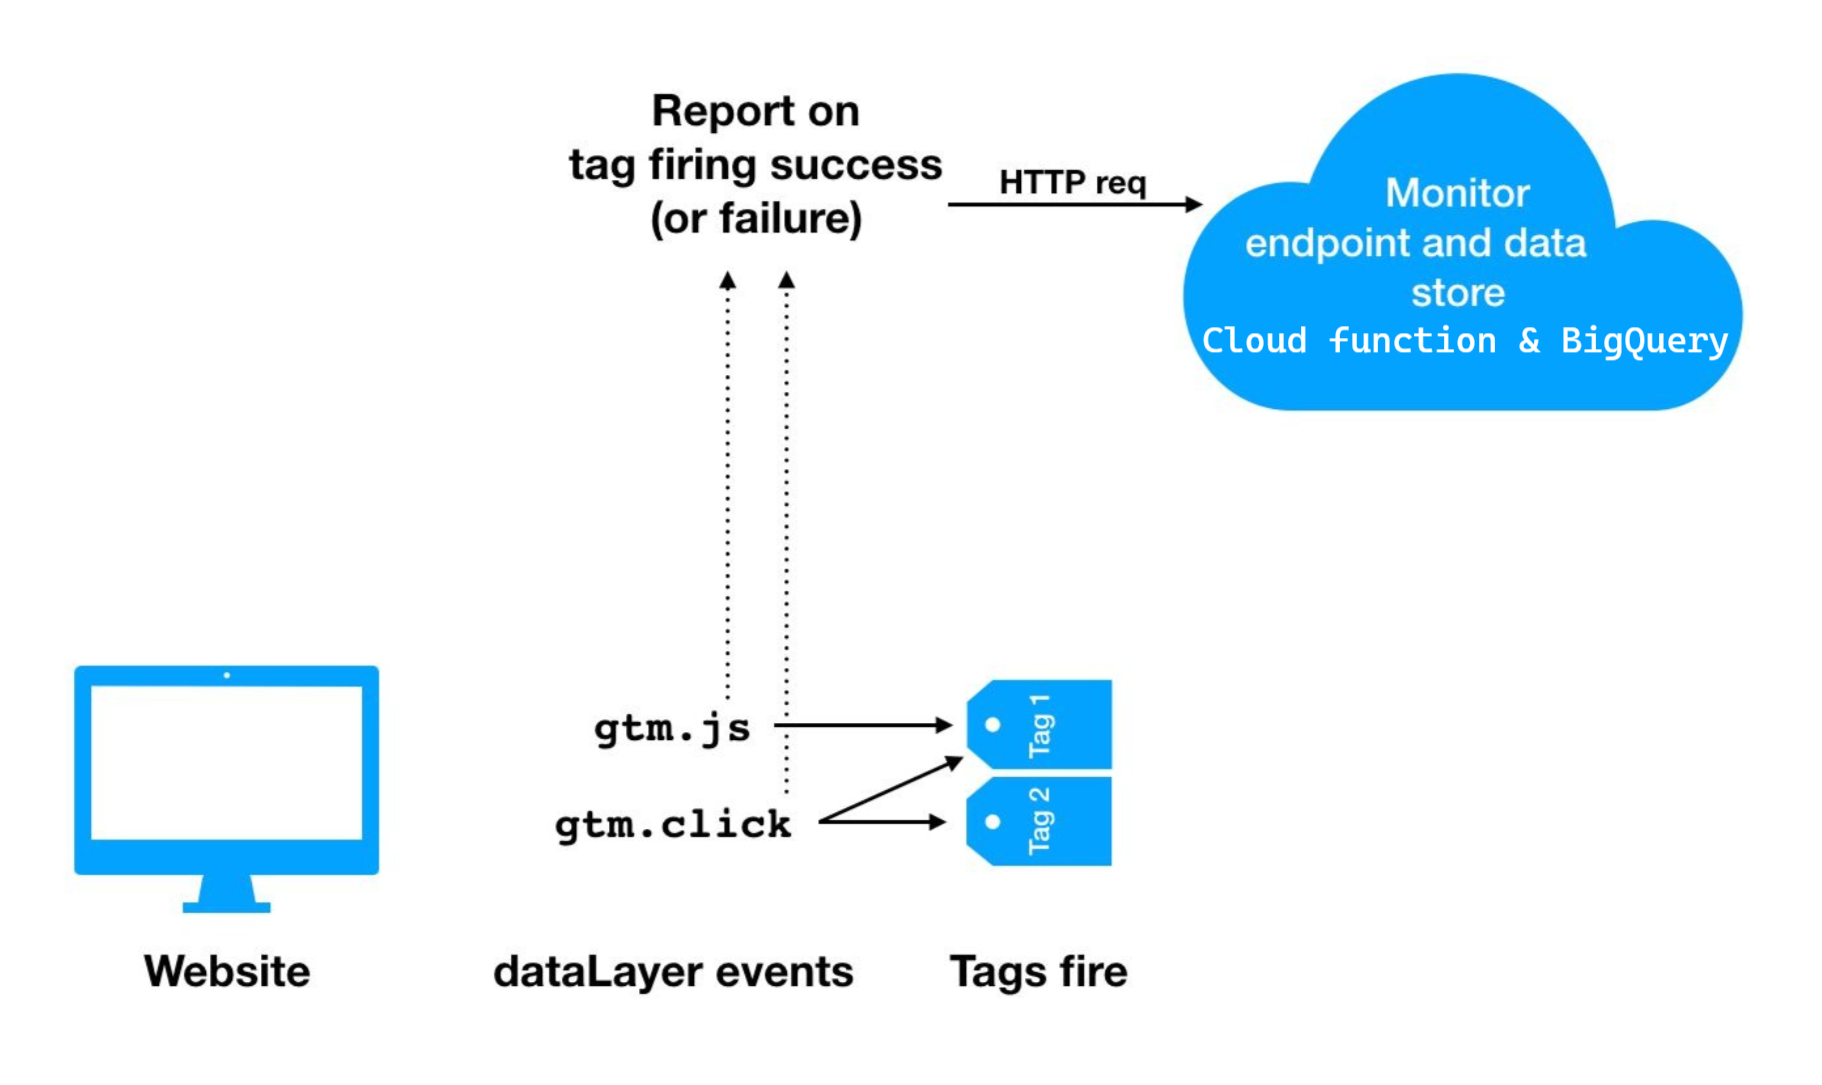 Report on
tag firing success
(or failure)
HTTP req
Monitor
endpoint and data
store
Cloud function & BigQuery
gtm.js
gtm.click
Tag 1
Tag 2
Website
dataLayer events
Tags fire